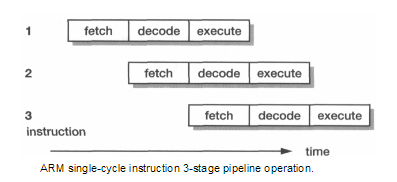 1 fetch decode execute
2 fetch decode execute
3 fetch decode execute
instruction
time
ARM single-cycle instruction 3-stage pipeline operation.